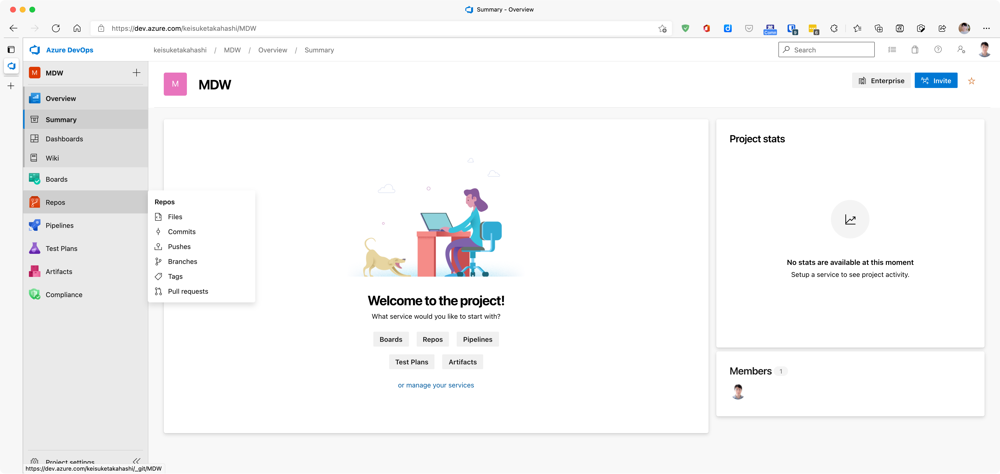 Summary - Overview
https://dev.azure.com/keisuketakahashi/MDW
Comn
9
6
Azure DevOps
keisuketakahashi / MDW / Overview / Summary
Search
M
MDW
Overview
Summary
Dashboards
Wiki
Boards
Repos
Pipelines
Test Plans
Artifacts
Compliance
Project settings
https://dev.azure.com/keisuketakahashi/_git/MDW
Repos
Files
Commits
Pushes
Branches
Tags
Pull requests
M
MDW
Enterprise
Invite
Welcome to the project!
What service would you like to start with?
Boards Repos Pipelines
Test Plans Artifacts
or manage your services
Project stats
No stats are available at this moment
Setup a service to see project activity.
Members 1